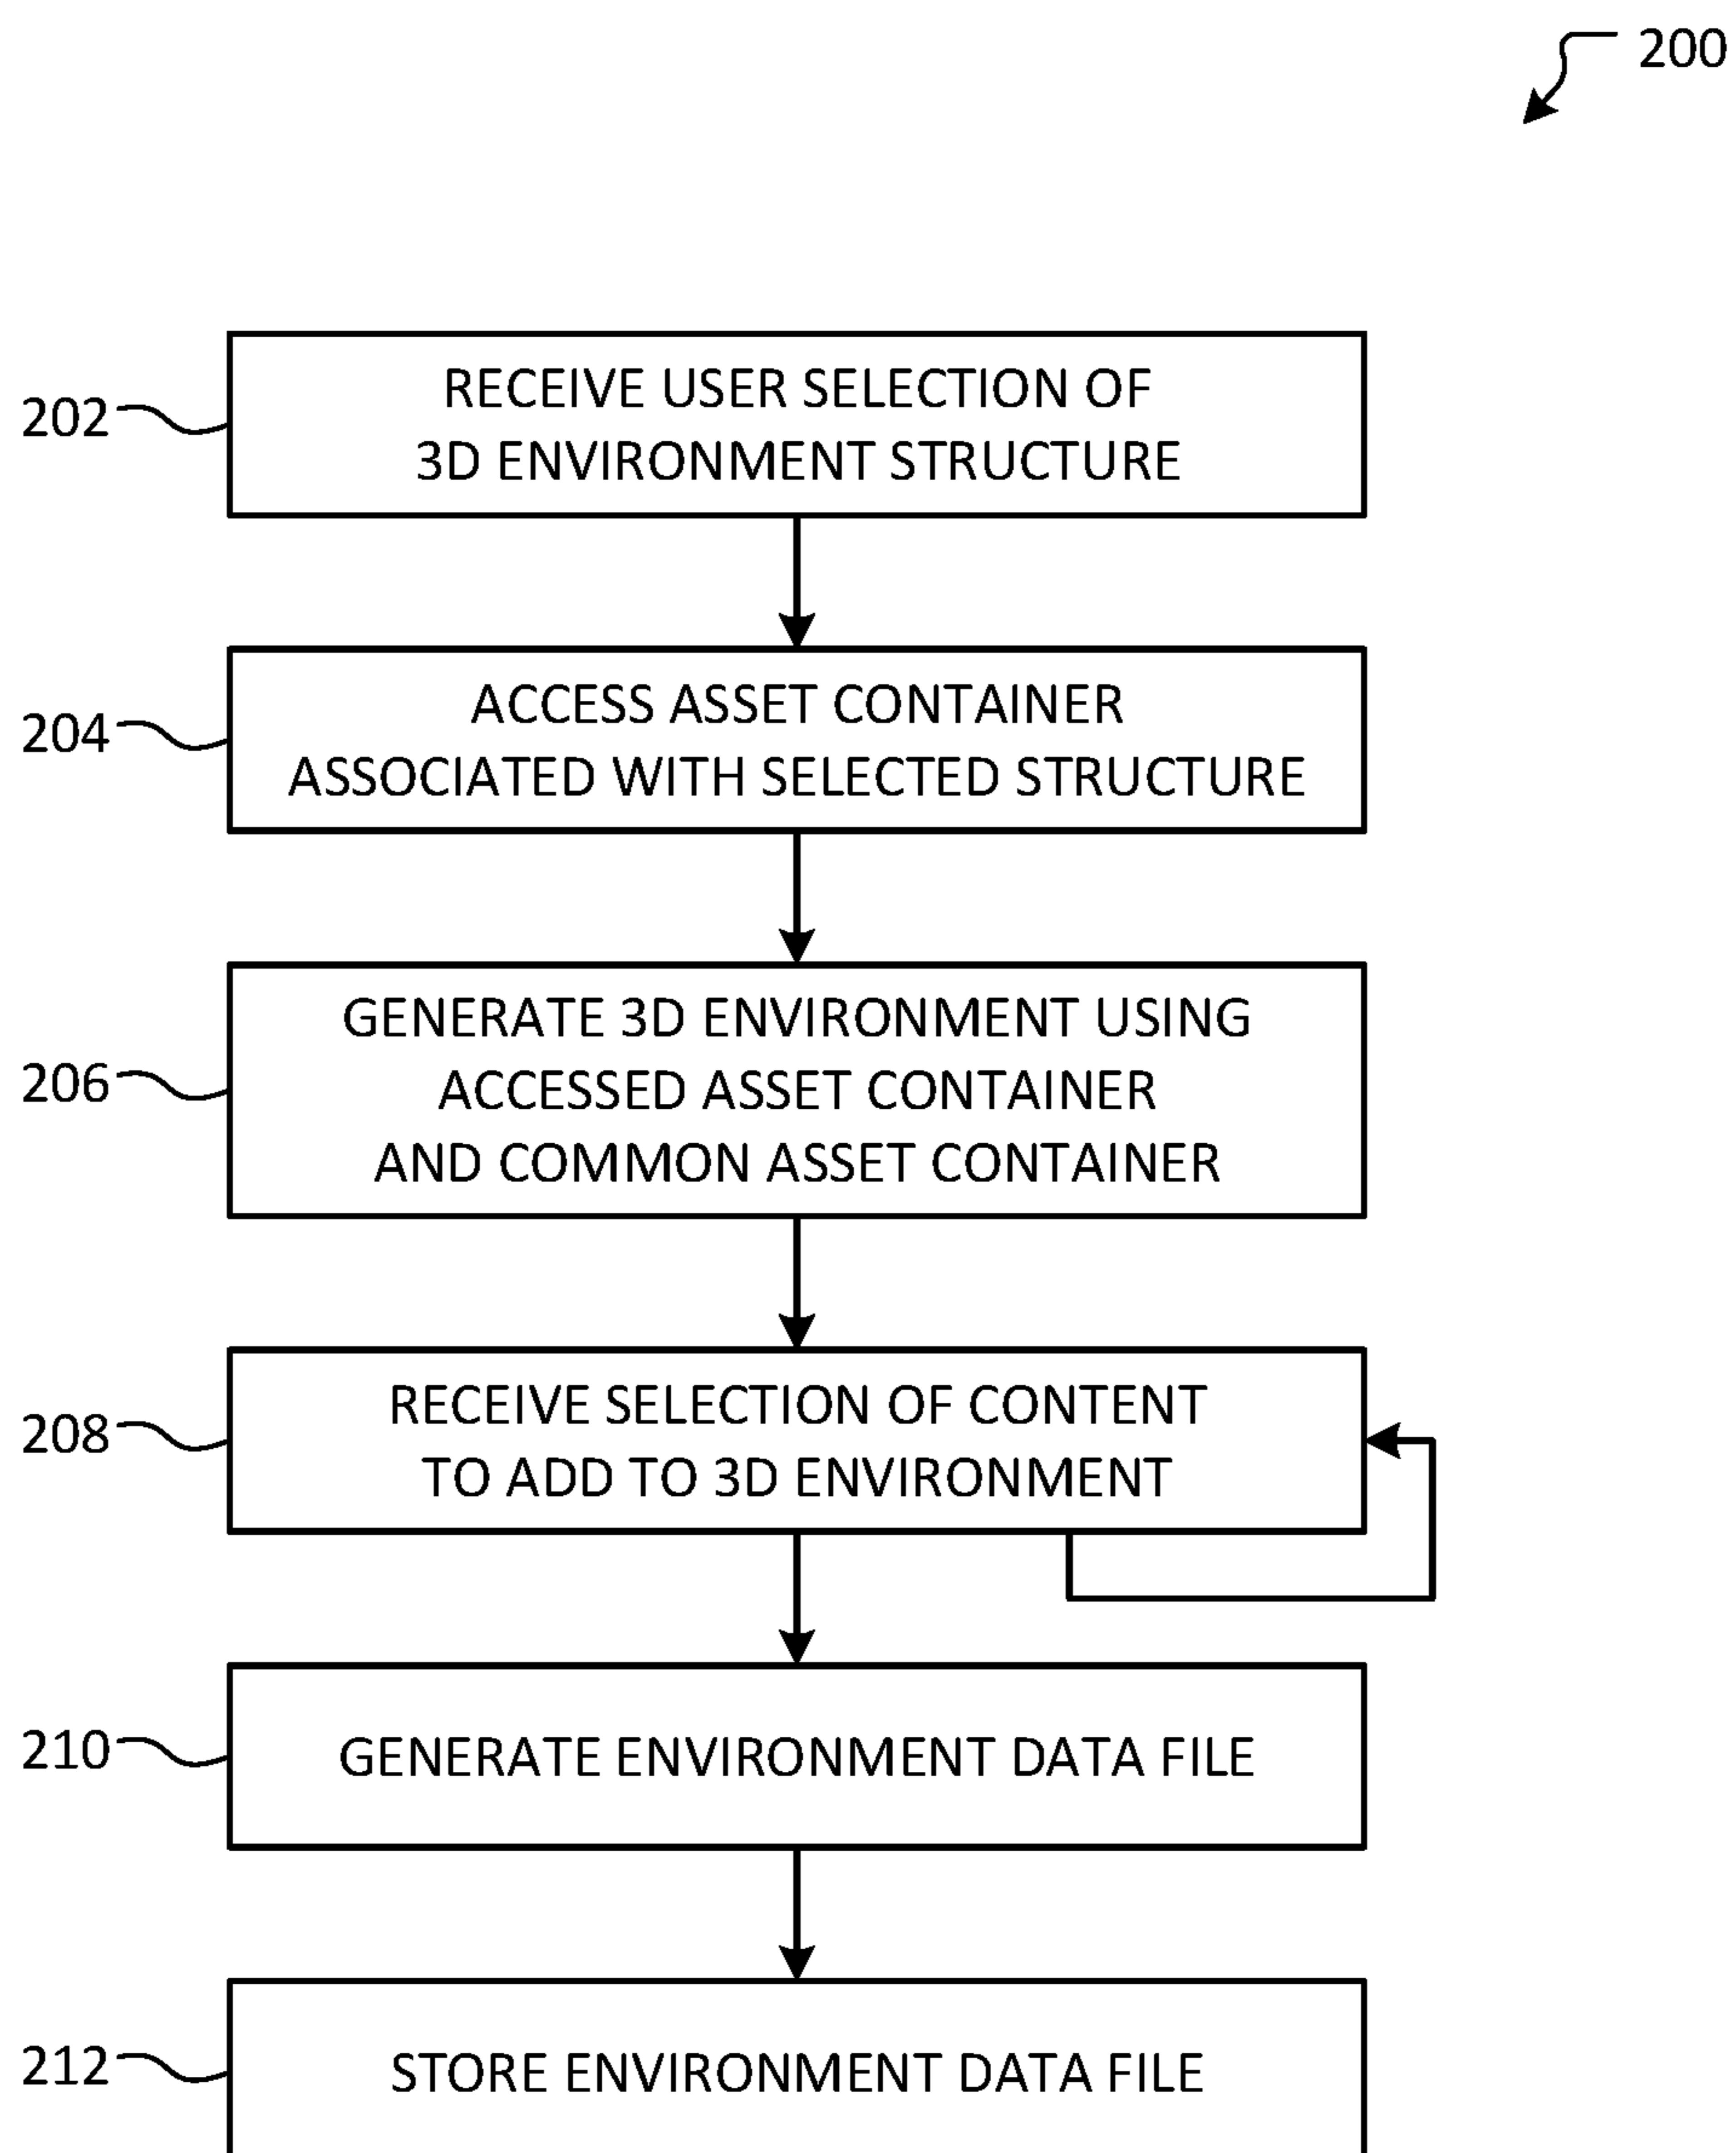 200
202
RECEIVE USER SELECTION OF
3D ENVIRONMENT STRUCTURE
204
ACCESS ASSET CONTAINER
ASSOCIATED WITH SELECTED STRUCTURE
206
GENERATE 3D ENVIRONMENT USING
ACCESSED ASSET CONTAINER
AND COMMON ASSET CONTAINER
208
RECEIVE SELECTION OF CONTENT
TO ADD TO 3D ENVIRONMENT
210
GENERATE ENVIRONMENT DATA FILE
212
STORE ENVIRONMENT DATA FILE